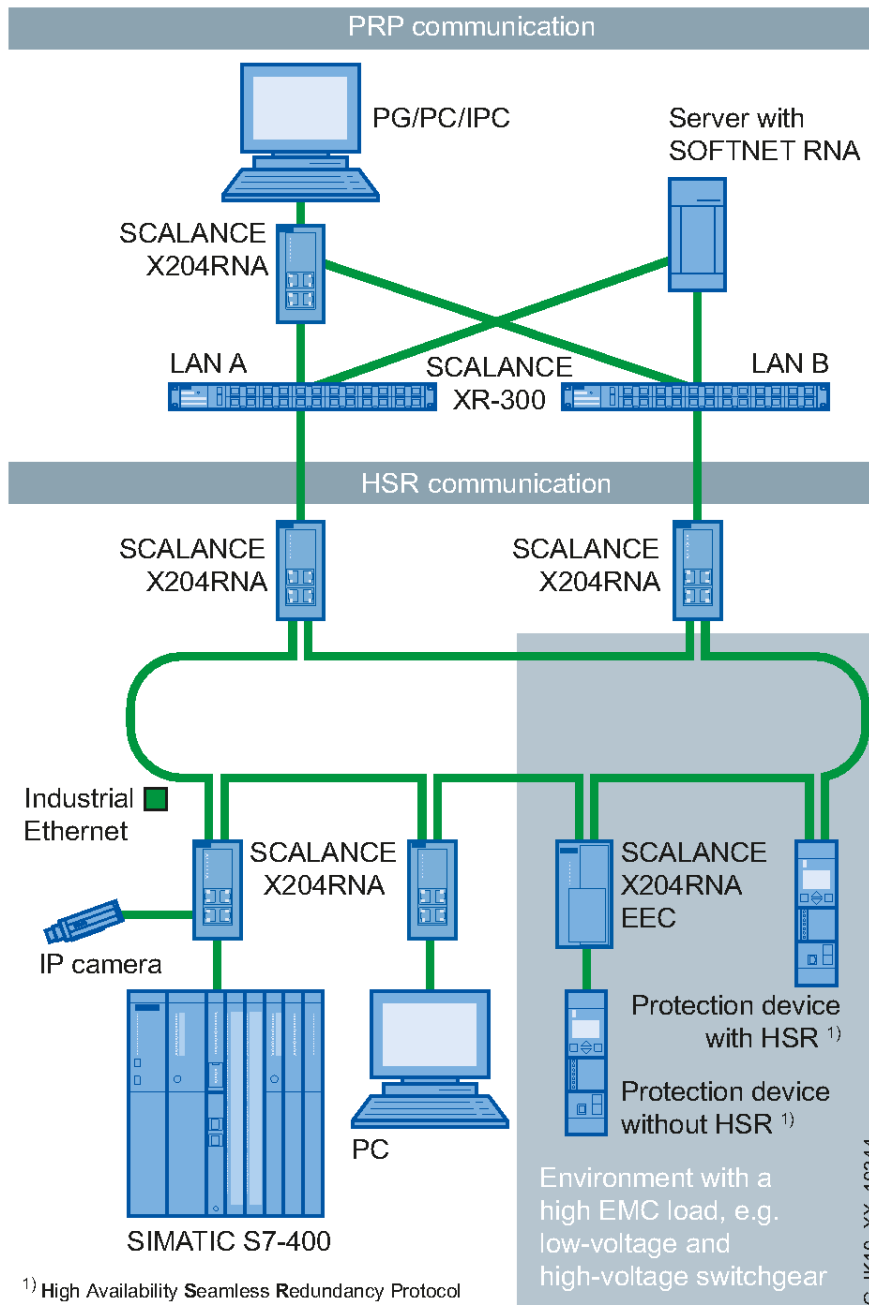 PRP communication
PG/PC/IPC
Server with
SOFTNET RNA
SCALANCE
X204RNA
LAN A
SCALANCE
XR-300
LAN B
HSR communication
SCALANCE
X204RNA
SCALANCE
X204RNA
Industrial
Ethernet
SCALANCE
X204RNA
SCALANCE
X204RNA
EEC
IP camera
Protection device
with HSR 1)
Protection device
without HSR 1)
PC
SIMATIC S7-400
Environment with a
high EMC load, e.g.
low-voltage and
high-voltage switchgear
1) High Availability Seamless Redundancy Protocol